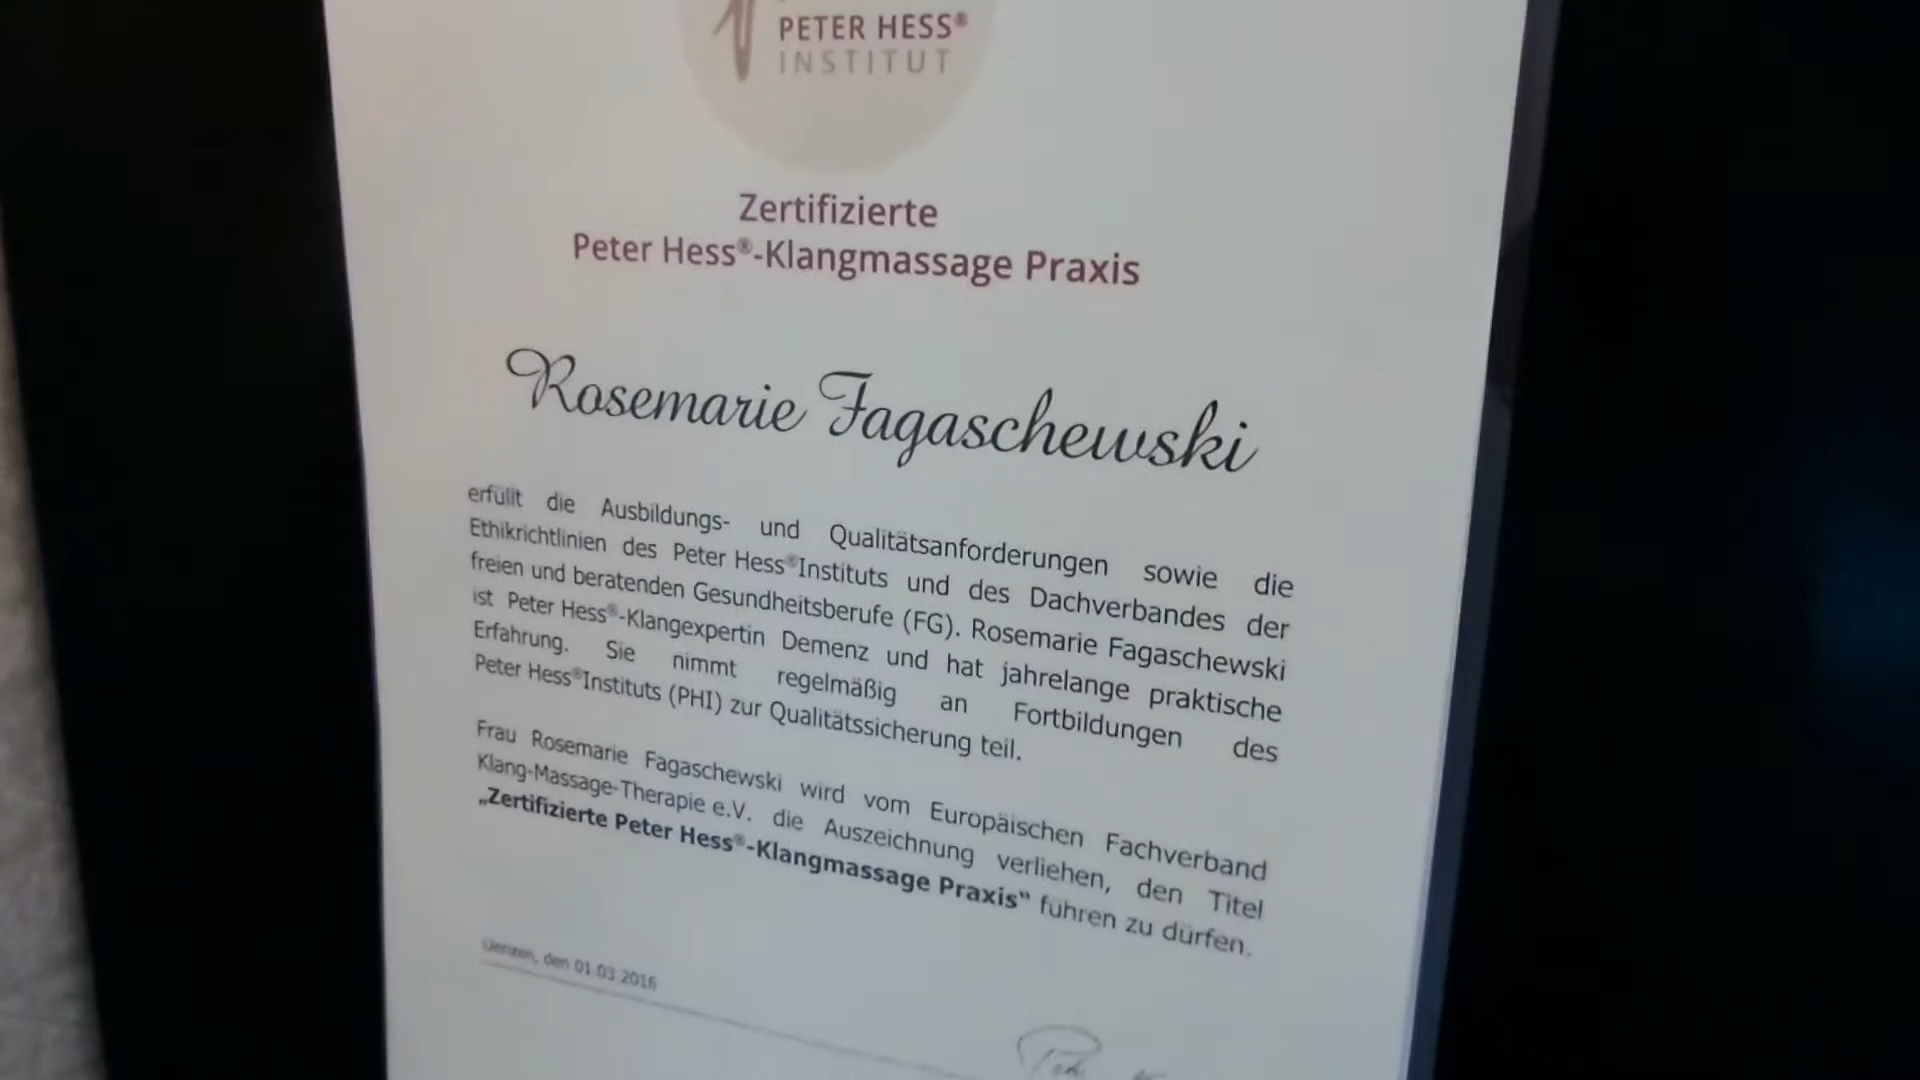 PETER HESS®
INSTITUT
Zertifizierte
Peter Hess®-Klangmassage Praxis
Rosemarie Fagaschewski
erfüllt die Ausbildungs- und Qualitätsanforderungen sowie die
Ethikrichtlinien des Peter Hess®Instituts und des Dachverbandes der
freien und beratenden Gesundheitsberufe (FG). Rosemarie Fagaschewski
ist Peter Hess®-Klangexpertin Demenz und hat jahrelange praktische
Erfahrung. Sie nimmt regelmäßig an Fortbildungen des
Peter Hess®Instituts (PHI) zur Qualitätssicherung teil.
Frau Rosemarie Fagaschewski wird vom Europäischen Fachverband
Klang-Massage-Therapie e.V. die Auszeichnung verliehen, den Titel
„Zertifizierte Peter Hess®-Klangmassage Praxis“ führen zu dürfen.
den 01.03.2016